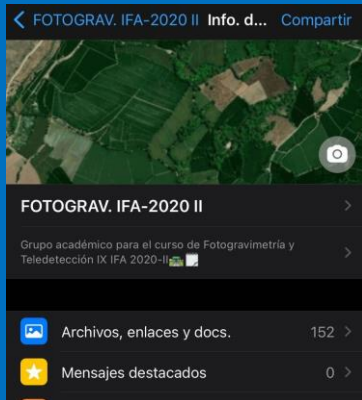 FOTOGRAV. IFA-2020 II Info. d... Compartir
FOTOGRAV. IFA-2020 II
Grupo académico para el curso de Fotogravimetría y
Teledetección IX IFA 2020-II
Archivos, enlaces y docs. 152
Mensajes destacados 0